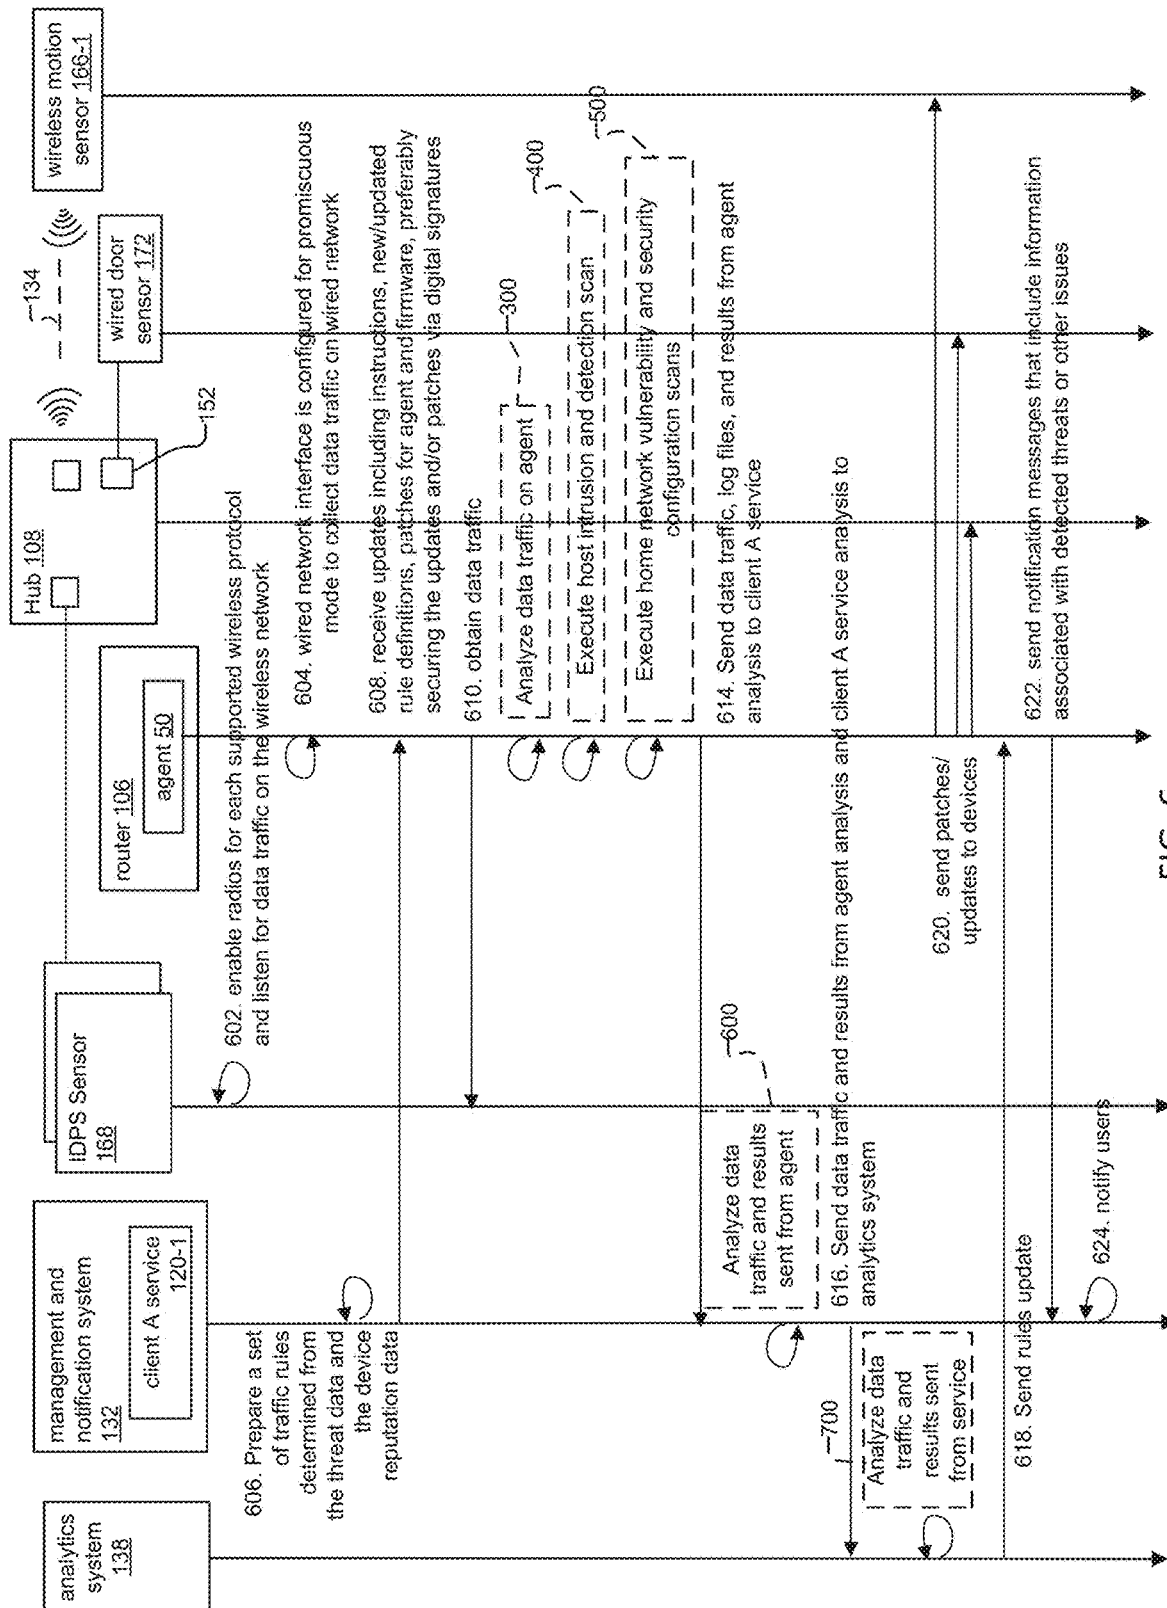 analytics
system
138
management and
notification system
132
client A service
120-1
IDPS Sensor
168
router 106
agent 50
Hub 108
152
134
wired door
sensor 172
wireless motion
sensor 166-1
602. enable radios for each supported wireless protocol
and listen for data traffic on the wireless network
604. wired network interface is configured for promiscuous
mode to collect data traffic on wired network
606. Prepare a set
of traffic rules
determined from
the threat data and
the device
reputation data
608. receive updates including instructions, new/updated
rule definitions, patches for agent and firmware, preferably
securing the updates and/or patches via digital signatures
610. obtain data traffic
Analyze data traffic on agent
300
Execute host intrusion and detection scan
400
Execute home network vulnerability and security
configuration scans
500
614. Send data traffic, log files, and results from agent
analysis to client A service
Analyze data
traffic and results
sent from agent
600
616. Send data traffic and results from agent analysis and client A service analysis to
analytics system
700
Analyze data
traffic and
results sent
from service
618. Send rules update
620. send patches/
updates to devices
622. send notification messages that include information
associated with detected threats or other issues
624. notify users